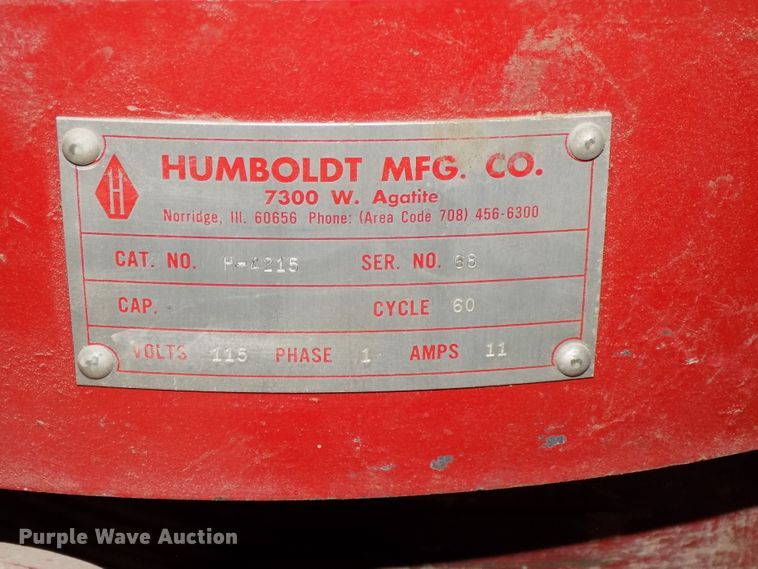 H
HUMBOLDT MFG. CO.
7300 W. Agatite
Norridge, Ill. 60656 Phone: (Area Code 708) 456-6300
CAT. NO. H-4215 SER. NO. 68
CAP. CYCLE 60
VOLTS 115 PHASE 1 AMPS 11
Purple Wave Auction